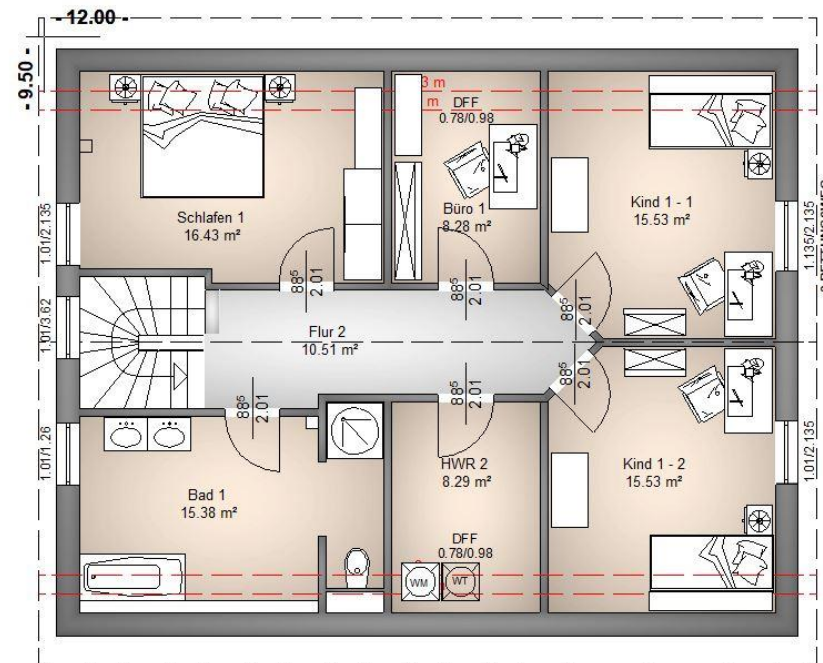 - 12.00 -
- 9.50 -
3 m
m
DFF
0.78/0.98
Schlafen 1
16.43 m²
Büro 1
8.28 m²
Kind 1 - 1
15.53 m²
1.01/2.135
1.135/2.135
88⁵
2.01
88⁵
2.01
88⁵
2.01
1.01/3.62
Flur 2
10.51 m²
88⁵
2.01
88⁵
2.01
88⁵
2.01
1.01/1.26
Bad 1
15.38 m²
HWR 2
8.29 m²
Kind 1 - 2
15.53 m²
1.01/2.135
DFF
0.78/0.98
WM
WT